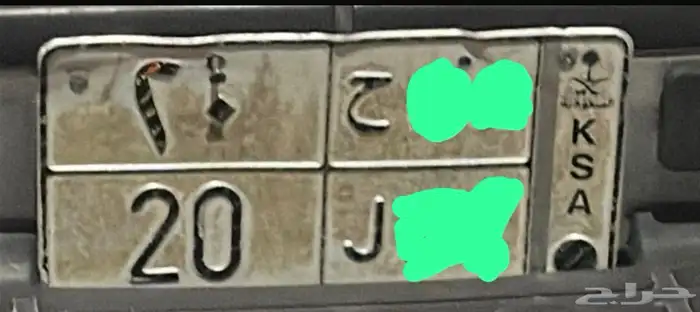 ٢٠ ح
السعودية
20 J
KSA
حراج